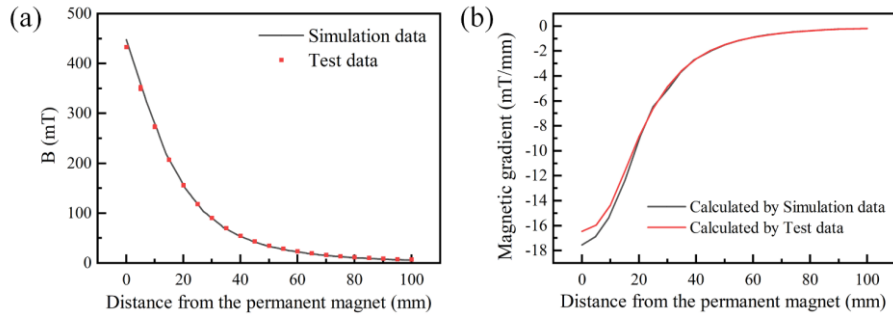 (a)
Simulation data
Test data
B (mT)
500
400
300
200
100
0
0 20 40 60 80 100
Distance from the permanent magnet (mm)
(b)
Magnetic gradient (mT/mm)
0
-2
-4
-6
-8
-10
-12
-14
-16
-18
Calculated by Simulation data
Calculated by Test data
0 20 40 60 80 100
Distance from the permanent magnet (mm)